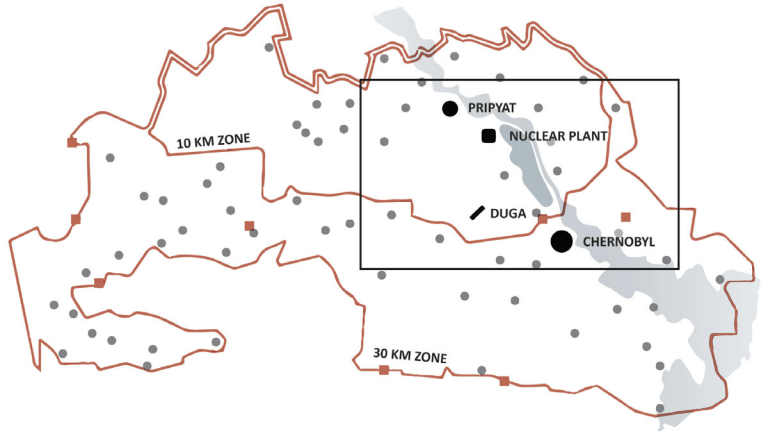 PRIPYAT
NUCLEAR PLANT
10 KM ZONE
DUGA
CHERNOBYL
30 KM ZONE